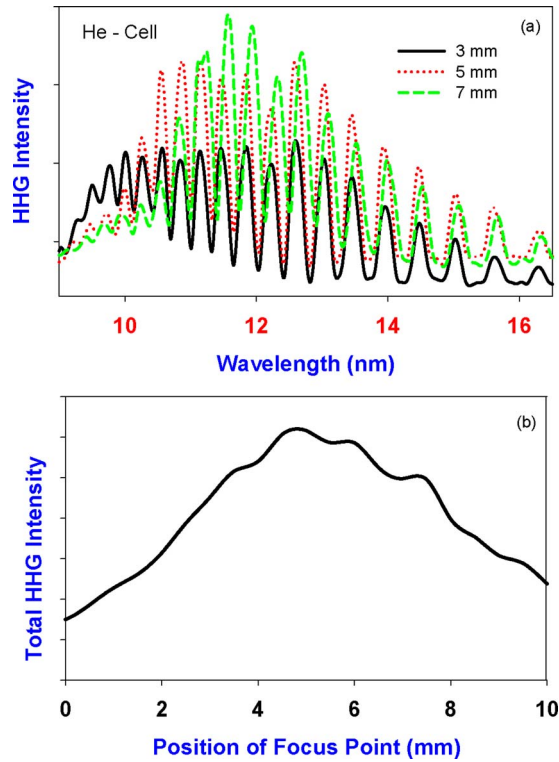 (a)
He - Cell
3 mm
5 mm
7 mm
HHG Intensity
10 12 14 16
Wavelength (nm)
(b)
Total HHG Intensity
0 2 4 6 8 10
Position of Focus Point (mm)